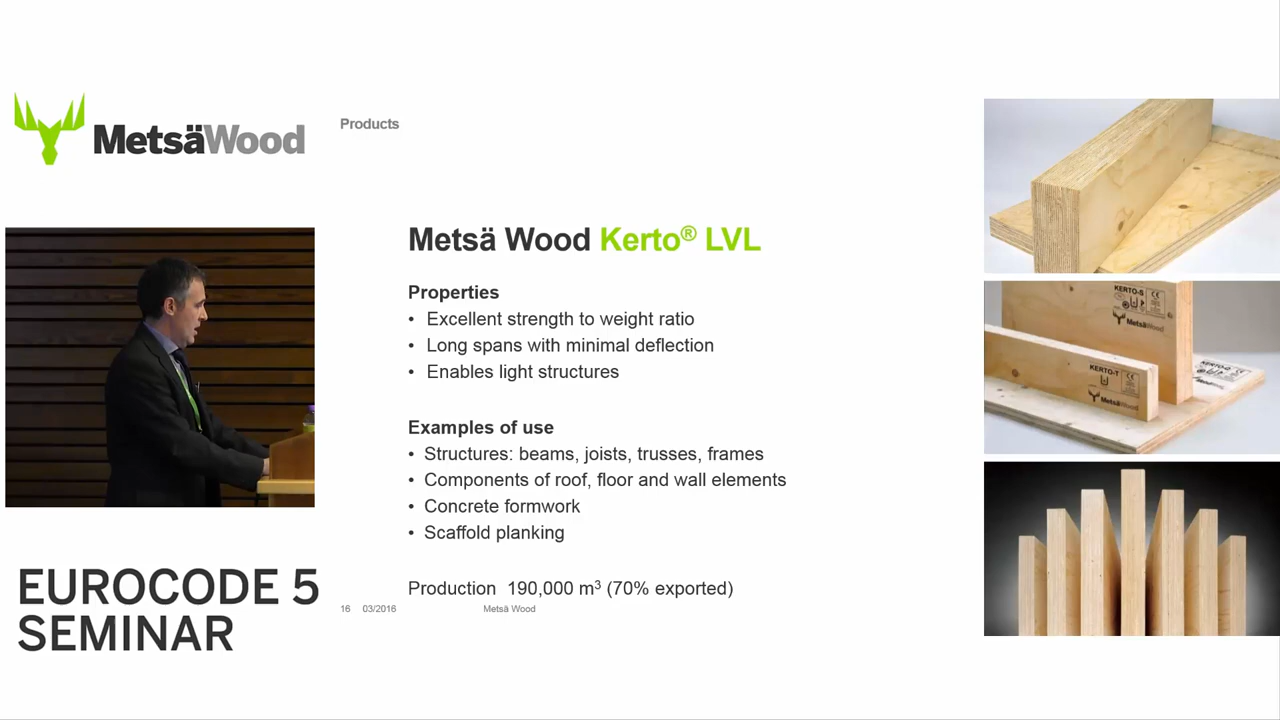 MetsäWood
Products
Metsä Wood Kerto® LVL
Properties
• Excellent strength to weight ratio
• Long spans with minimal deflection
• Enables light structures
Examples of use
• Structures: beams, joists, trusses, frames
• Components of roof, floor and wall elements
• Concrete formwork
• Scaffold planking
Production 190,000 m³ (70% exported)
16 03/2016 Metsä Wood
EUROCODE 5
SEMINAR
KERTO-S
MetsäWood
KERTO-T
MetsäWood
KERTO-Q